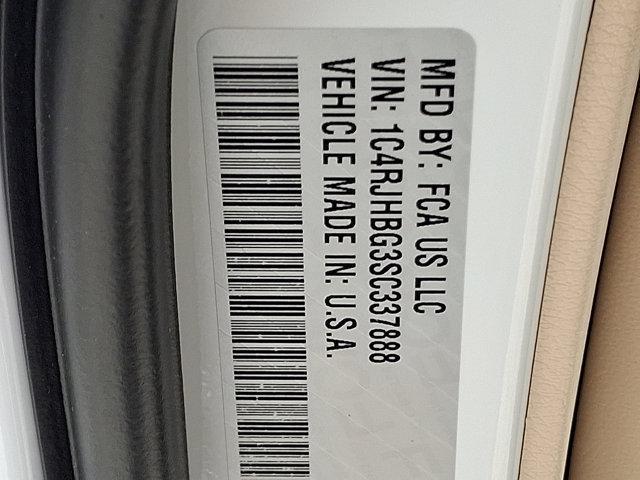 MFD BY: FCA US LLC
VIN: 1C4RJHBG3SC337888
VEHICLE MADE IN: U.S.A.